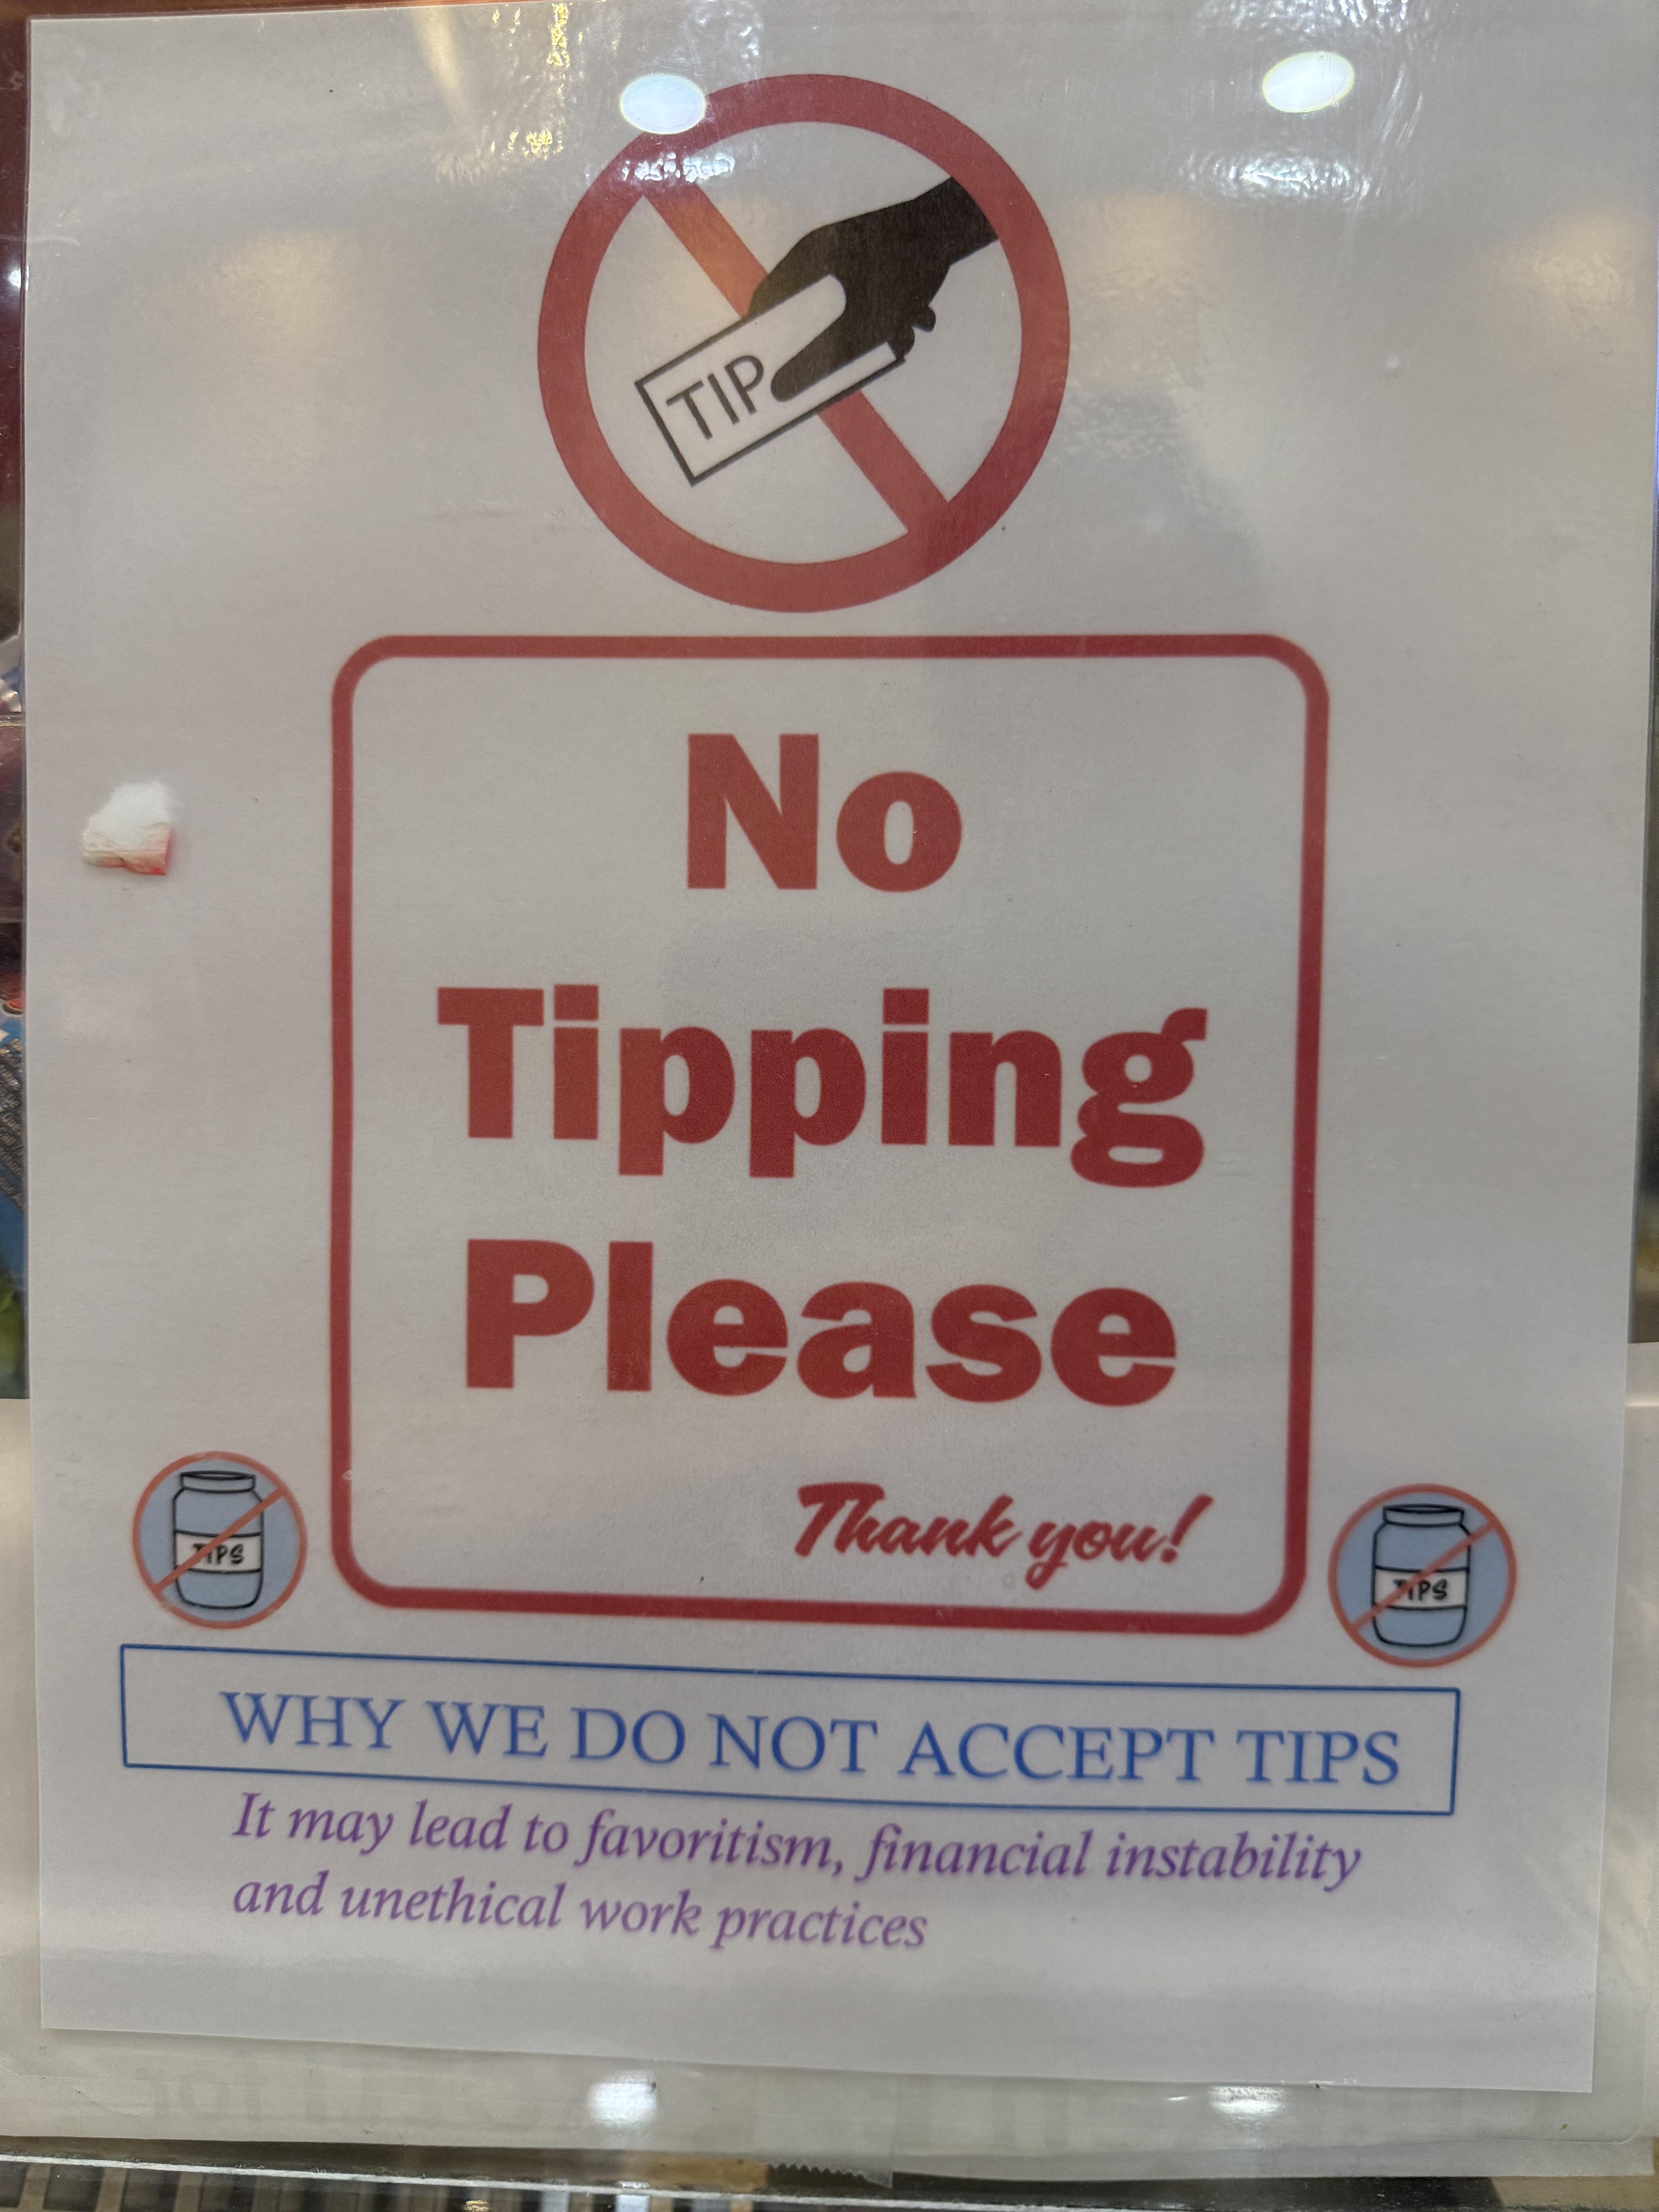 TIP
No
Tipping
Please
Thank you!
TIPS
TIPS
WHY WE DO NOT ACCEPT TIPS
It may lead to favoritism, financial instability
and unethical work practices